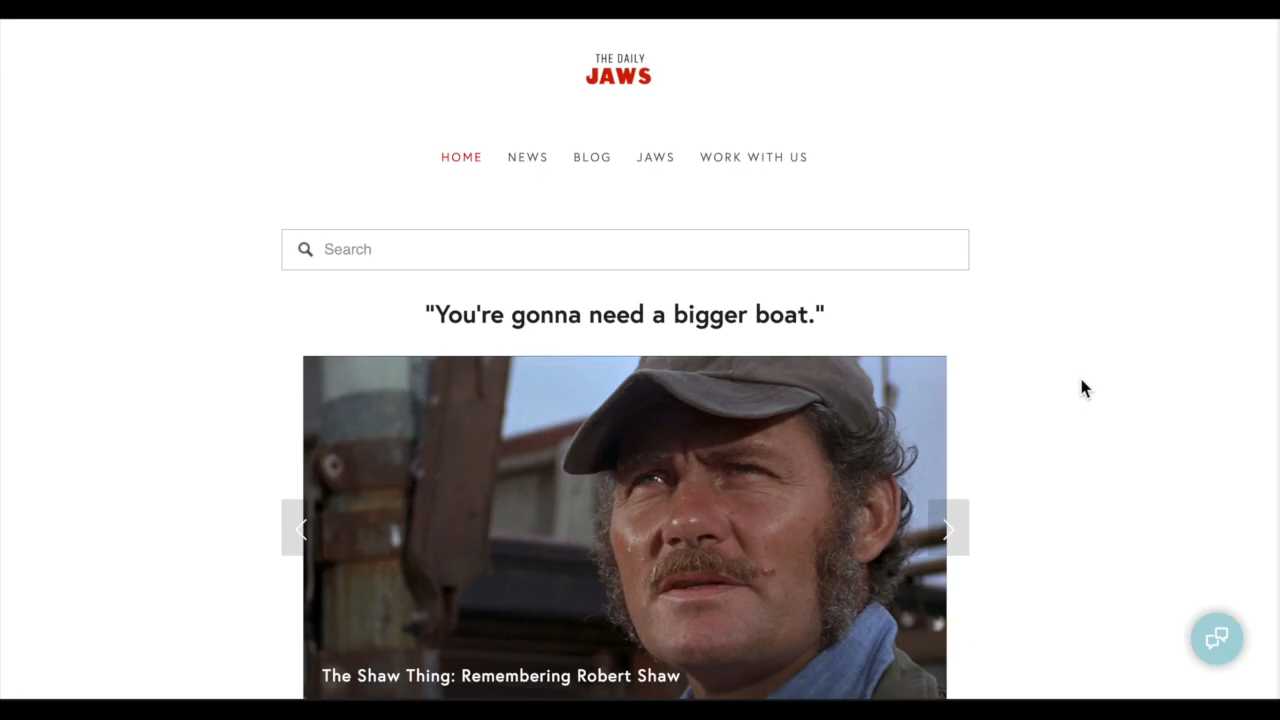 THE DAILY
JAWS
HOME NEWS BLOG JAWS WORK WITH US
Search
"You're gonna need a bigger boat."
The Shaw Thing: Remembering Robert Shaw